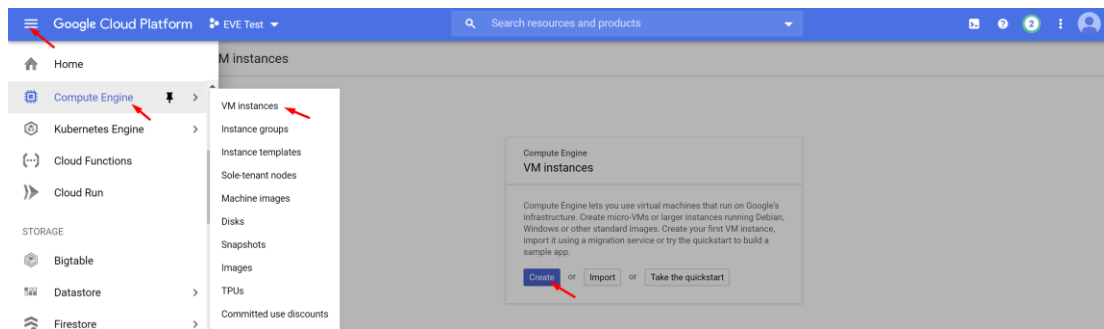 Google Cloud Platform
EVE Test
Search resources and products
2
Home
Compute Engine
Kubernetes Engine
Cloud Functions
Cloud Run
STORAGE
Bigtable
Datastore
Firestore
VM instances
Instance groups
Instance templates
Sole-tenant nodes
Machine images
Disks
Snapshots
Images
TPUs
Committed use discounts
M instances
Compute Engine
VM instances
Compute Engine lets you use virtual machines that run on Google's
infrastructure. Create micro-VMs or larger instances running Debian,
Windows or other standard images. Create your first VM instance,
import it using a migration service or try the quickstart to build a
sample app.
Create or Import or Take the quickstart